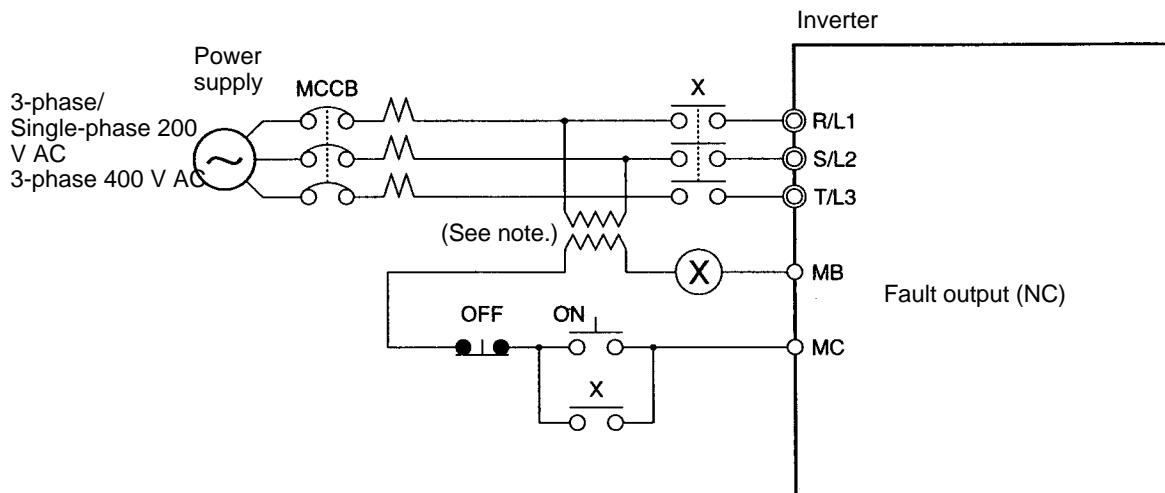 Inverter
Power
supply
3-phase/
Single-phase 200
V AC
3-phase 400 V AC
MCCB
X
R/L1
S/L2
T/L3
(See note.)
X
MB
Fault output (NC)
OFF
ON
MC
X